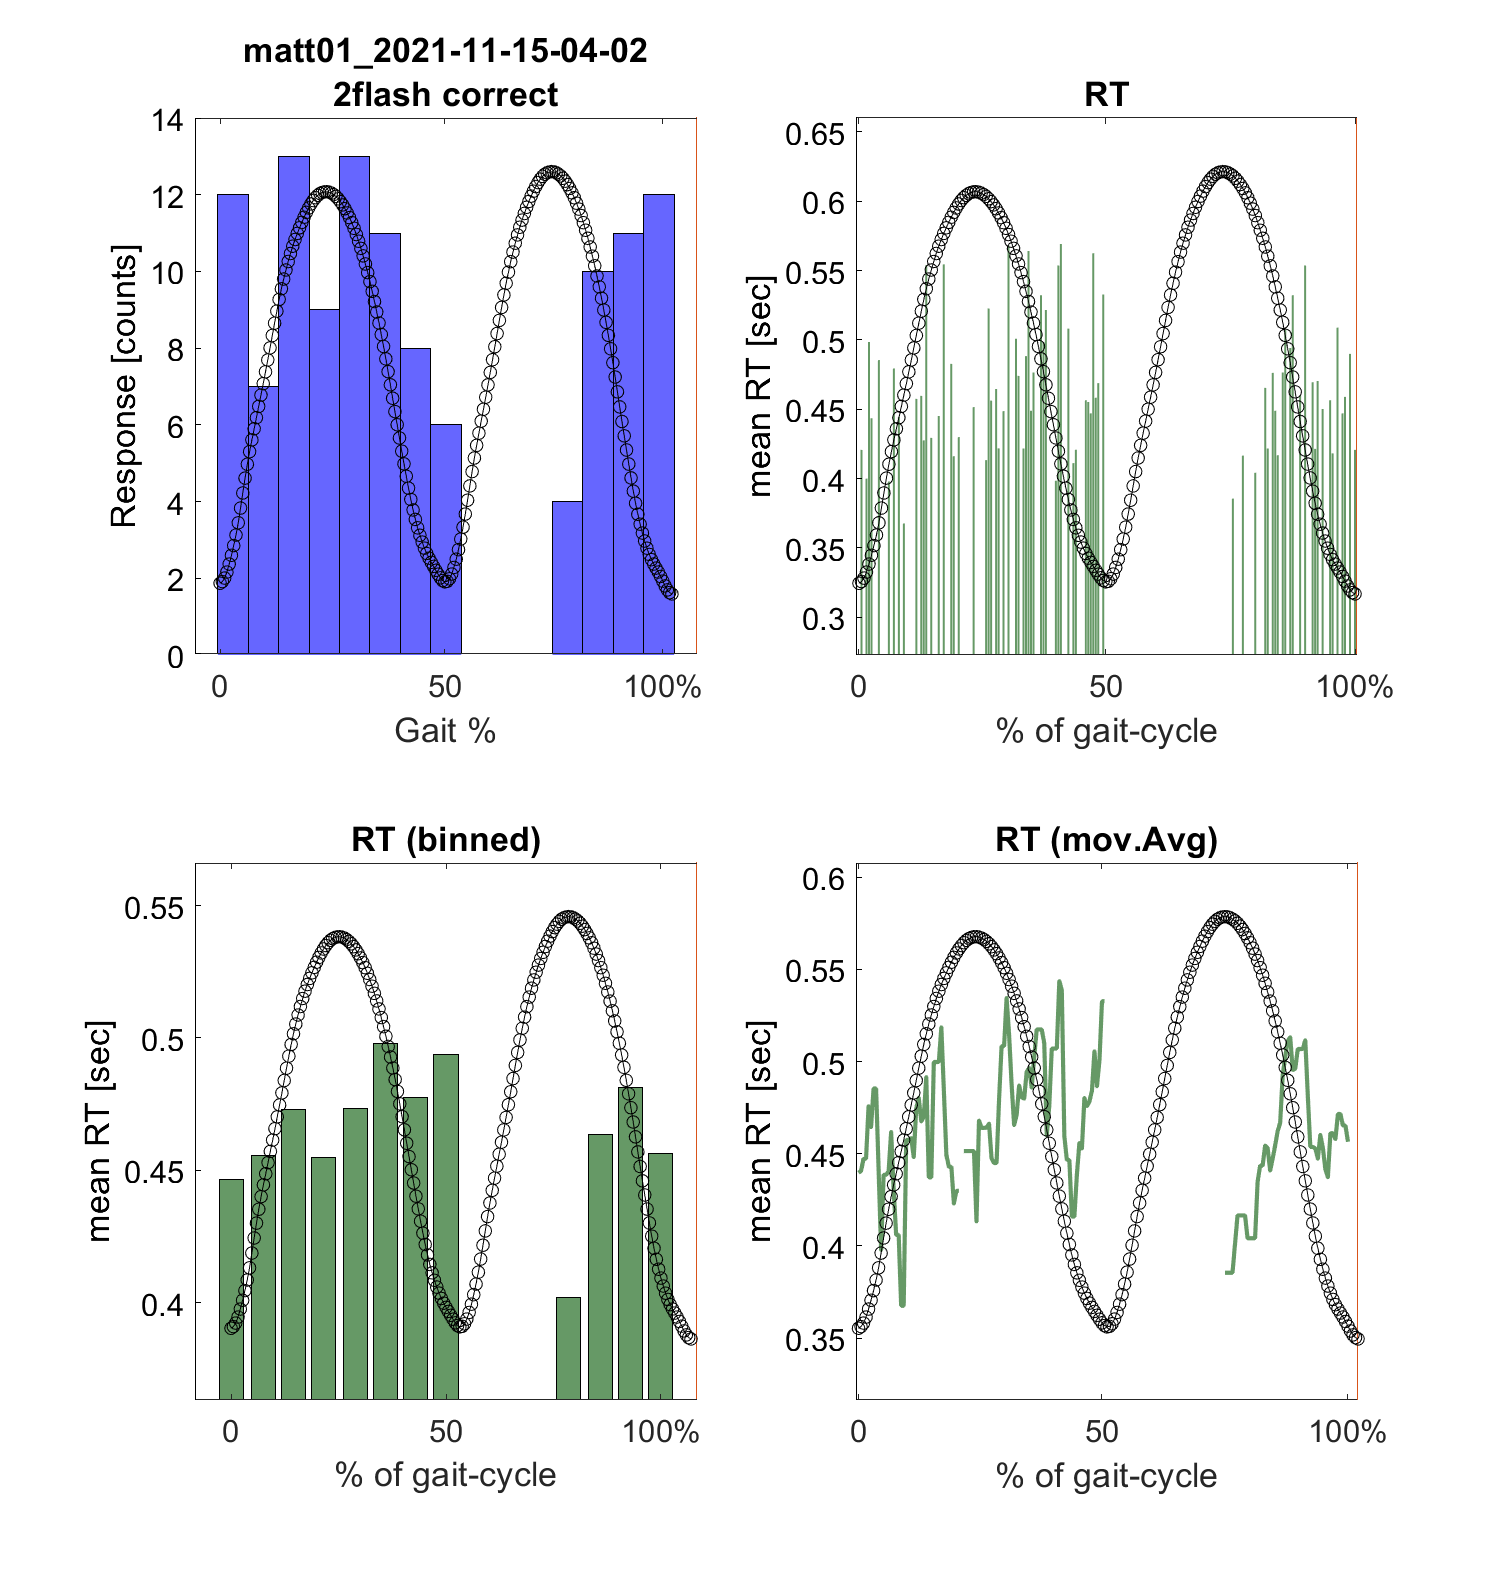 matt01_2021-11-15-04-02
2flash correct
14
12
10
8
6
4
2
0
Response [counts]
0 50 100%
Gait %
RT
0.65
0.6
0.55
0.5
0.45
0.4
0.35
0.3
mean RT [sec]
0 50 100%
% of gait-cycle
RT (binned)
0.55
0.5
0.45
0.4
mean RT [sec]
0 50 100%
% of gait-cycle
RT (mov.Avg)
0.6
0.55
0.5
0.45
0.4
0.35
mean RT [sec]
0 50 100%
% of gait-cycle